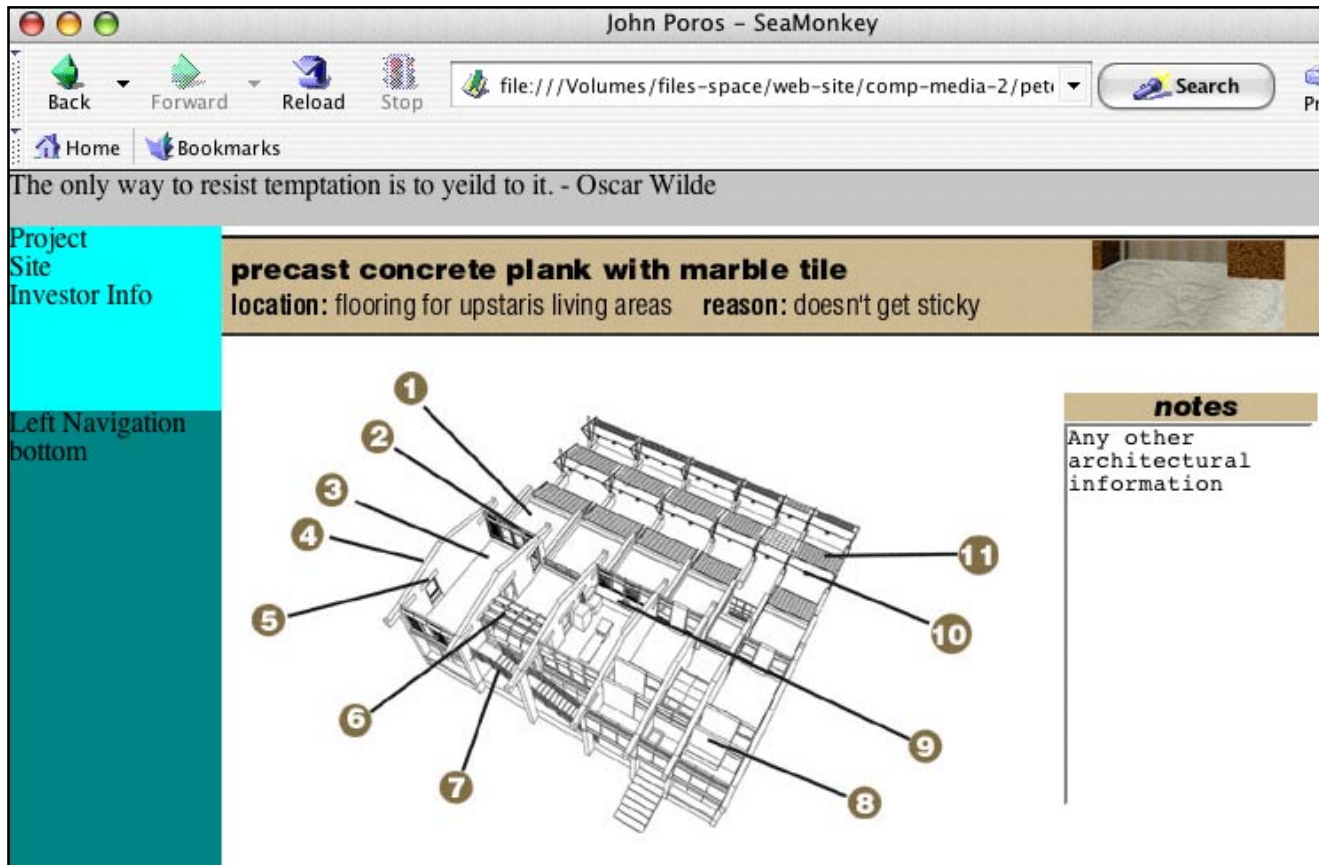 John Poros – SeaMonkey
Back
Forward
Reload
Stop
file:///Volumes/files-space/web-site/comp-media-2/pet
Search
Pr
Home
Bookmarks
The only way to resist temptation is to yeild to it. - Oscar Wilde
Project
Site
Investor Info
Left Navigation
bottom
precast concrete plank with marble tile
location: flooring for upstaris living areas reason: doesn't get sticky
1
2
3
4
5
6
7
8
9
10
11
notes
Any other
architectural
information